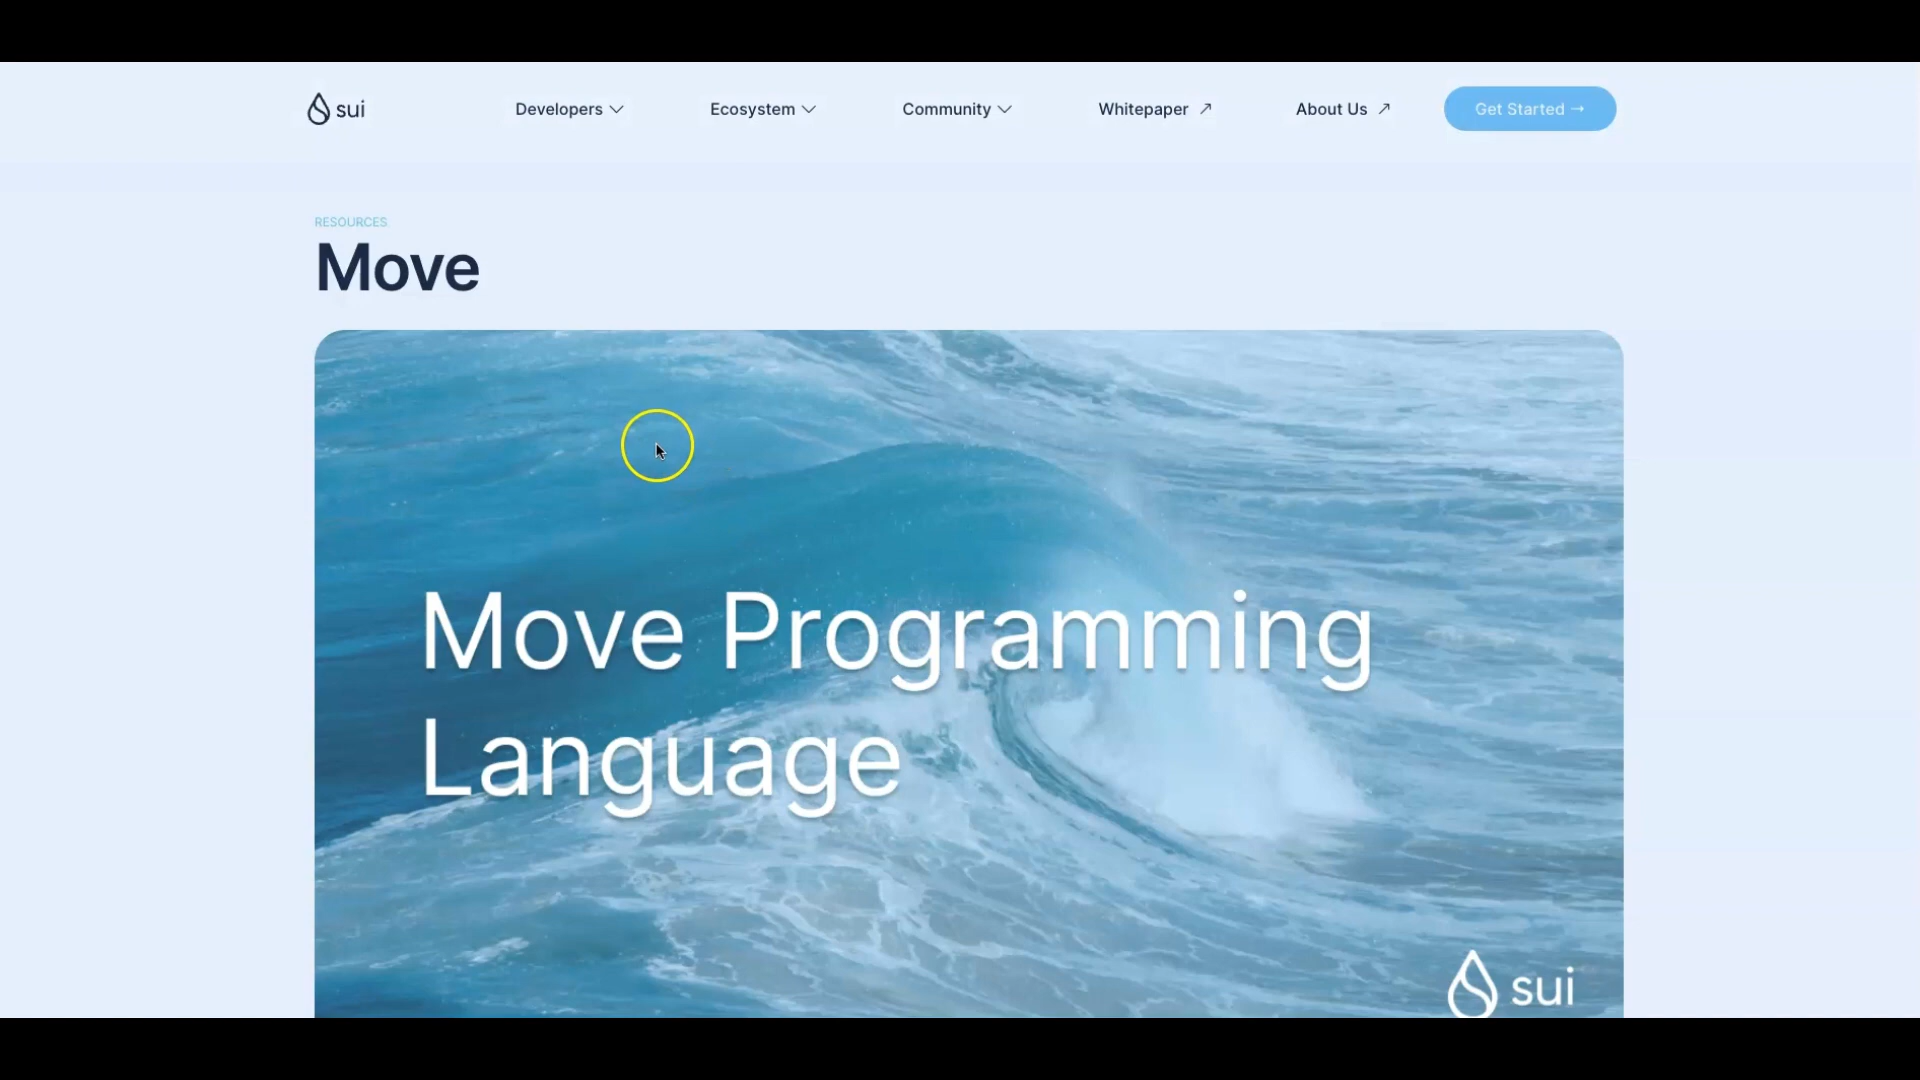 sui
Developers
Ecosystem
Community
Whitepaper ↗
About Us ↗
Get Started →
RESOURCES
Move
Move Programming
Language
sui